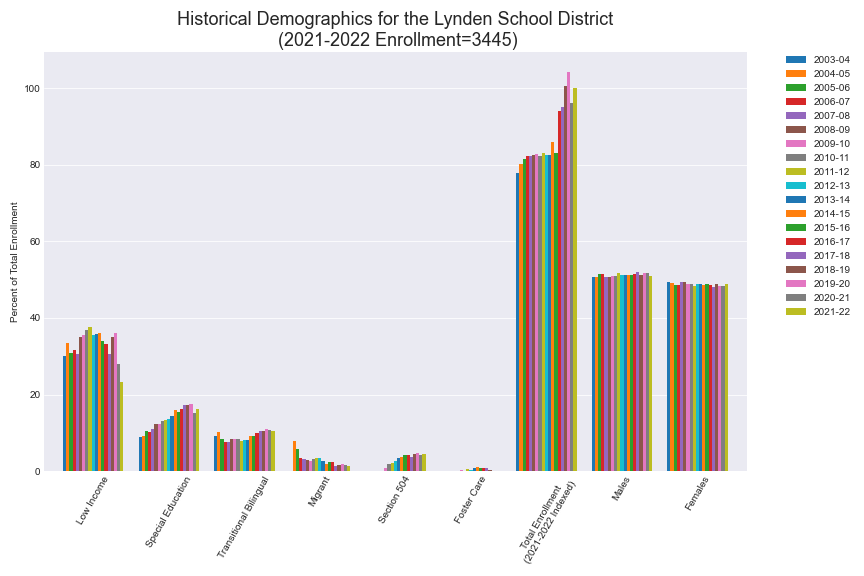 Historical Demographics for the Lynden School District
(2021-2022 Enrollment=3445)
Percent of Total Enrollment
100
80
60
40
20
0
Low Income
Special Education
Transitional Bilingual
Migrant
Section 504
Foster Care
Total Enrollment
(2021-2022 Indexed)
Males
Females
2003-04
2004-05
2005-06
2006-07
2007-08
2008-09
2009-10
2010-11
2011-12
2012-13
2013-14
2014-15
2015-16
2016-17
2017-18
2018-19
2019-20
2020-21
2021-22